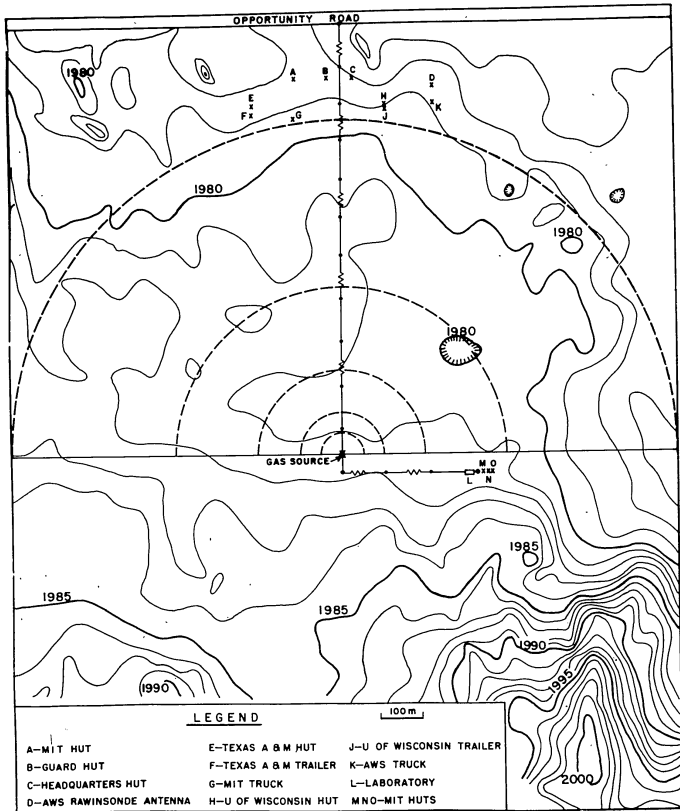 OPPORTUNITY ROAD
1980
A
B
C
D
E
H
K
F
G
J
1980
1980
1980
GAS SOURCE
M O
L
N
1985
1985
1985
1990
1995
1990
2000
LEGEND
100 m
A-MIT HUT
B-GUARD HUT
C-HEADQUARTERS HUT
D-AWS RAWINSONDE ANTENNA
E-TEXAS A & M HUT
F-TEXAS A & M TRAILER
G-MIT TRUCK
H-U OF WISCONSIN HUT
J-U OF WISCONSIN TRAILER
K-AWS TRUCK
L-LABORATORY
MNO-MIT HUTS